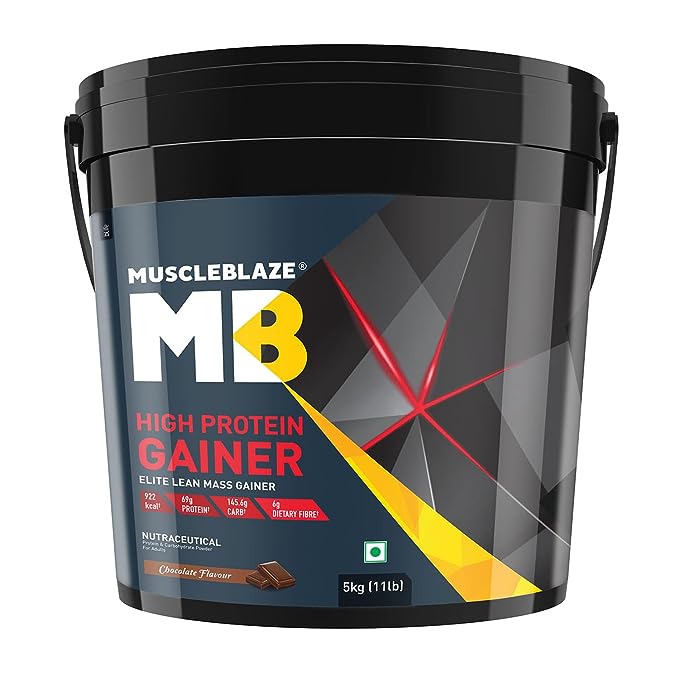 MUSCLEBLAZE®
MB
HIGH PROTEIN
GAINER
ELITE LEAN MASS GAINER
922 kcal† 69g PROTEIN† 145.6g CARB† 6g DIETARY FIBRE†
NUTRACEUTICAL
Protein & Carbohydrate Powder
For Adults
Chocolate Flavour
5kg (11lb)